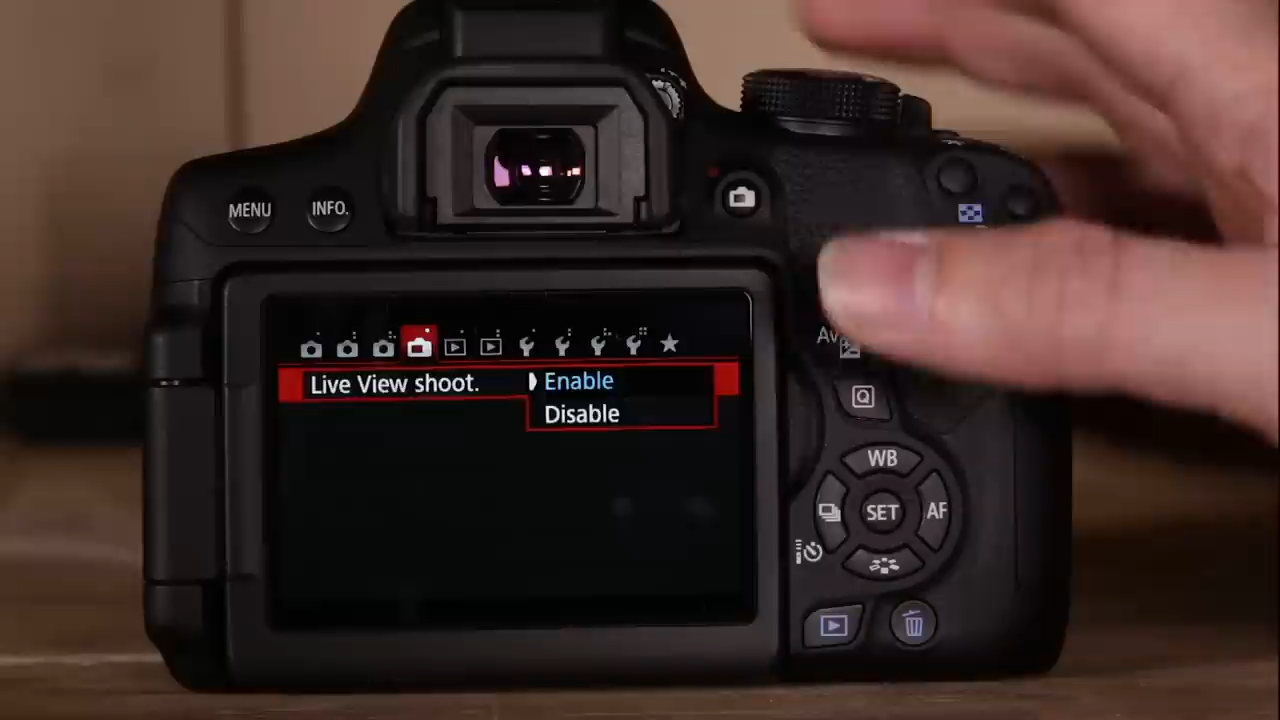 MENU
INFO.
Live View shoot.
Enable
Disable
Av
Q
WB
SET
AF